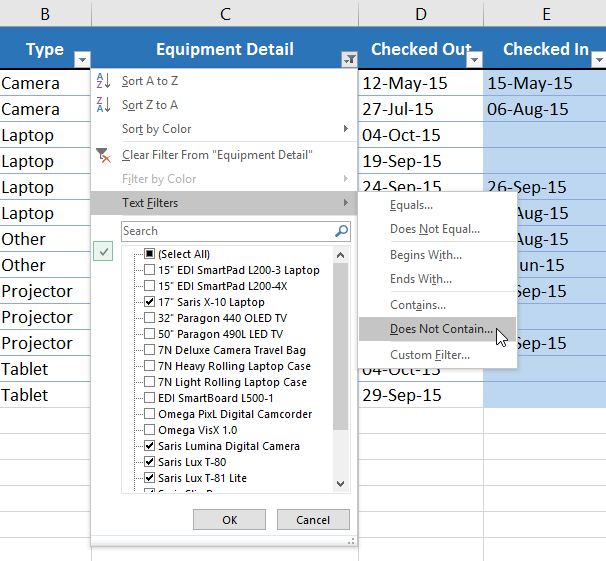 B C D E
Type Equipment Detail Checked Out Checked In
Camera 12-May-15 15-May-15
Camera 27-Jul-15 06-Aug-15
Laptop 04-Oct-15
Laptop 19-Sep-15
Laptop 24-Sep-15 26-Sep-15
Laptop Aug-15
Other Aug-15
Other un-15
Projector Sep-15
Projector
Projector Sep-15
Tablet 04-Oct-15
Tablet 29-Sep-15
Sort A to Z
Sort Z to A
Sort by Color
Clear Filter From "Equipment Detail"
Filter by Color
Text Filters
Search
(Select All)
15" EDI SmartPad L200-3 Laptop
15" EDI SmartPad L200-4X
17" Saris X-10 Laptop
32" Paragon 440 OLED TV
50" Paragon 490L LED TV
7N Deluxe Camera Travel Bag
7N Heavy Rolling Laptop Case
7N Light Rolling Laptop Case
EDI SmartBoard L500-1
Omega PixL Digital Camcorder
Omega VisX 1.0
Saris Lumina Digital Camera
Saris Lux T-80
Saris Lux T-81 Lite
OK Cancel
Equals...
Does Not Equal...
Begins With...
Ends With...
Contains...
Does Not Contain...
Custom Filter...